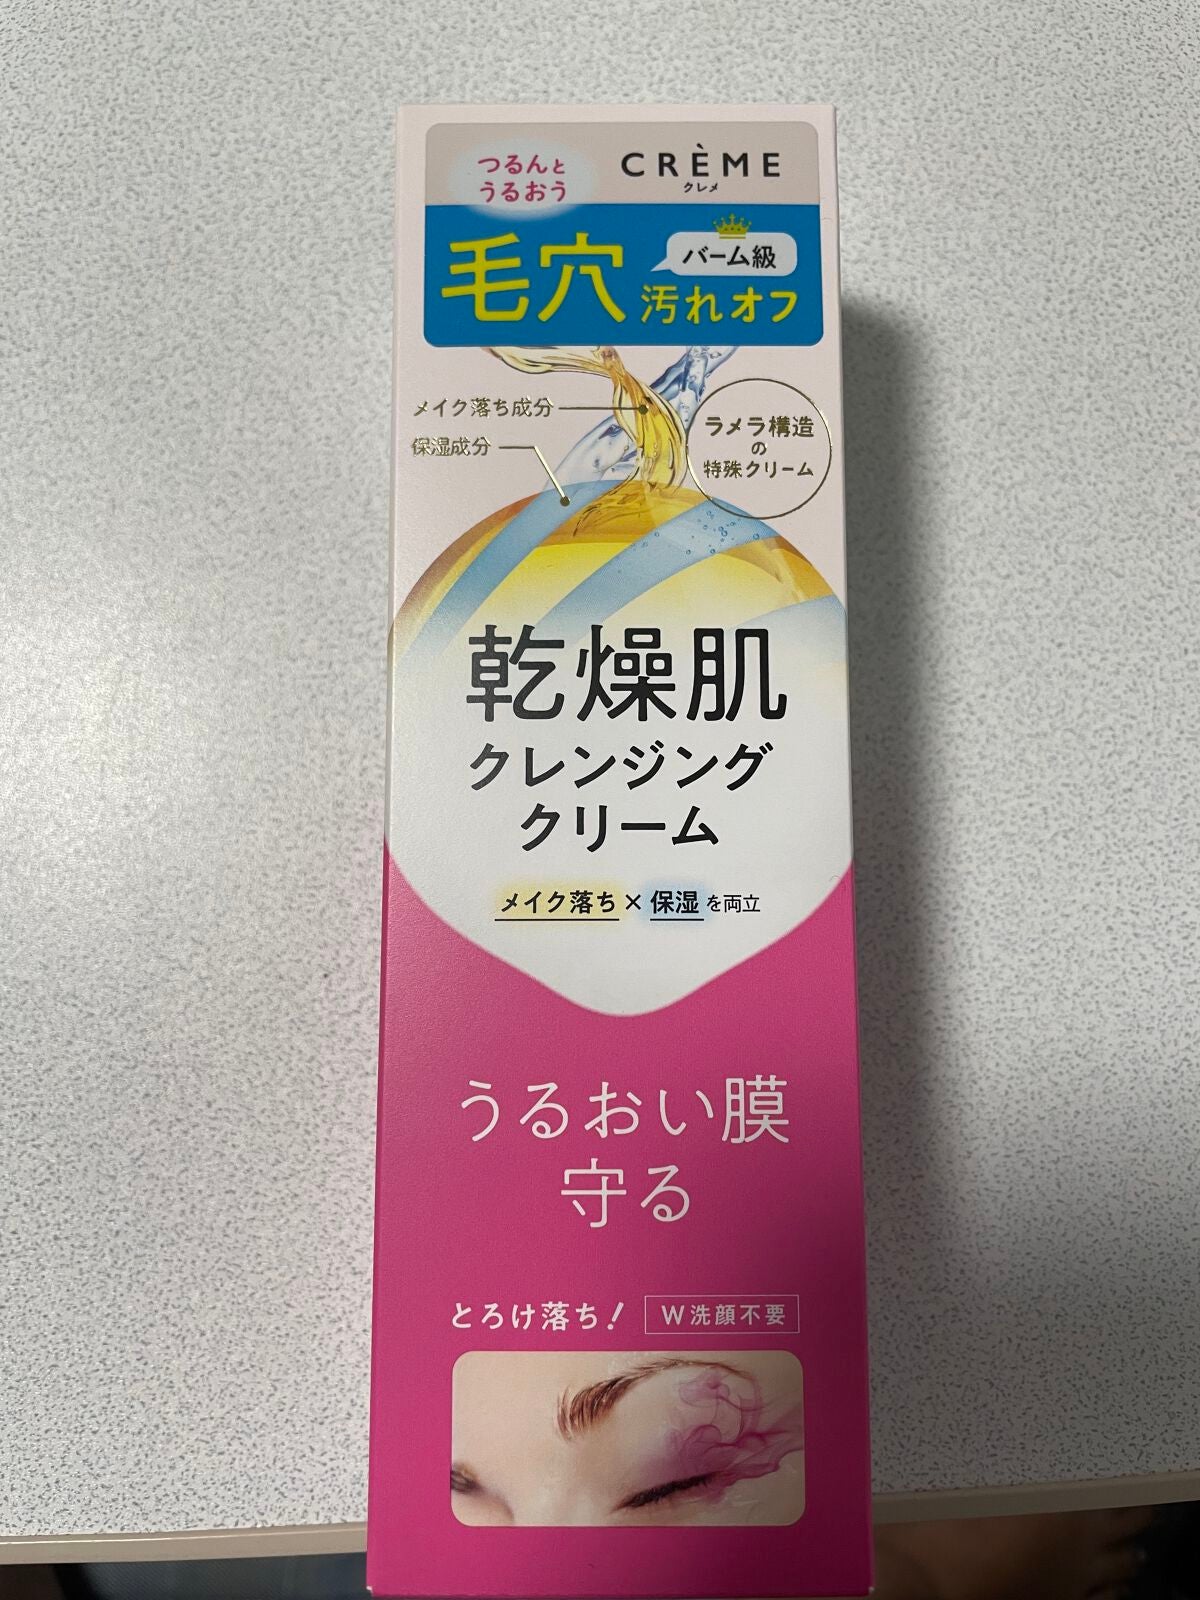 つるんと
うるおう
CRÈME
クレメ
毛穴
バーム級
汚れオフ
メイク落ち成分
保湿成分
ラメラ構造
の
特殊クリーム
乾燥肌
クレンジング
クリーム
メイク落ち×保湿を両立
うるおい膜
守る
とろけ落ち!
W洗顔不要